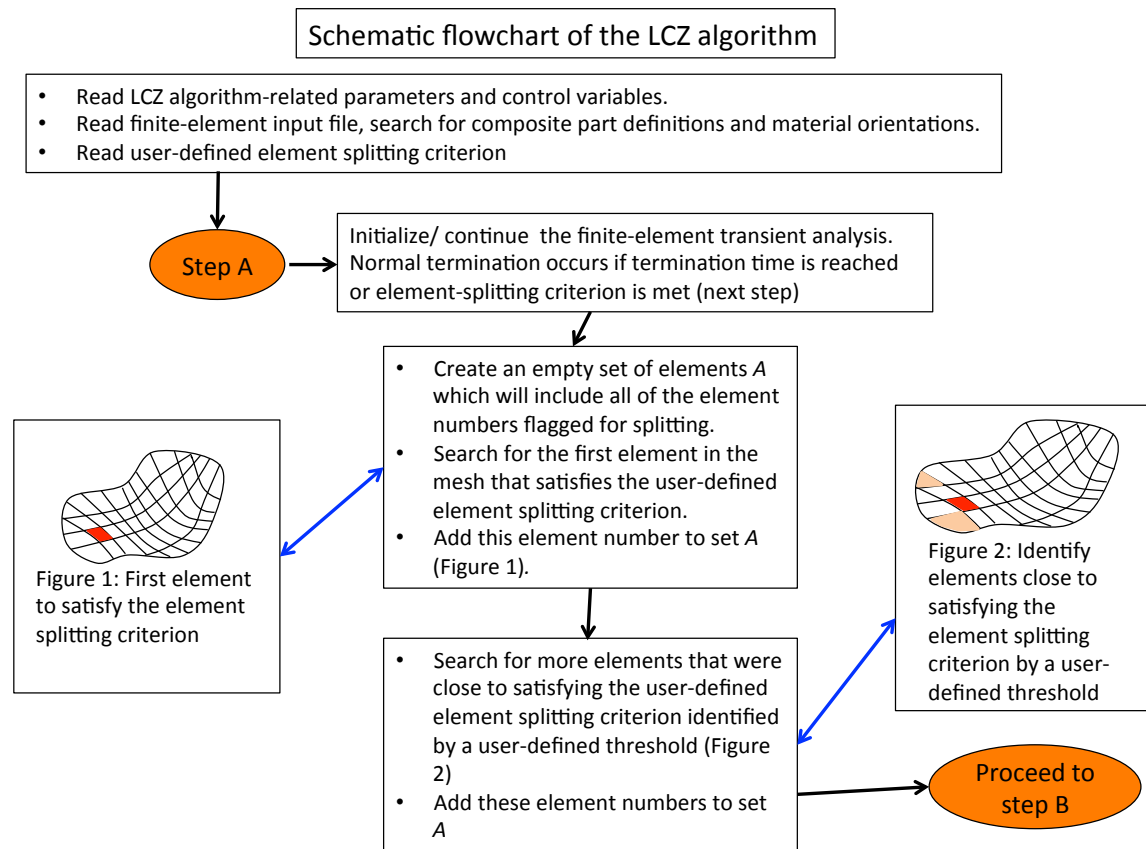 Schematic flowchart of the LCZ algorithm
• Read LCZ algorithm-related parameters and control variables.
• Read finite-element input file, search for composite part definitions and material orientations.
• Read user-defined element splitting criterion
Step A
Initialize/ continue the finite-element transient analysis.
Normal termination occurs if termination time is reached
or element-splitting criterion is met (next step)
• Create an empty set of elements A
which will include all of the element
numbers flagged for splitting.
• Search for the first element in the
mesh that satisfies the user-defined
element splitting criterion.
• Add this element number to set A
(Figure 1).
Figure 1: First element
to satisfy the element
splitting criterion
Figure 2: Identify
elements close to
satisfying the
element splitting
criterion by a user-
defined threshold
• Search for more elements that were
close to satisfying the user-defined
element splitting criterion identified
by a user-defined threshold (Figure
2)
• Add these element numbers to set
A
Proceed to
step B